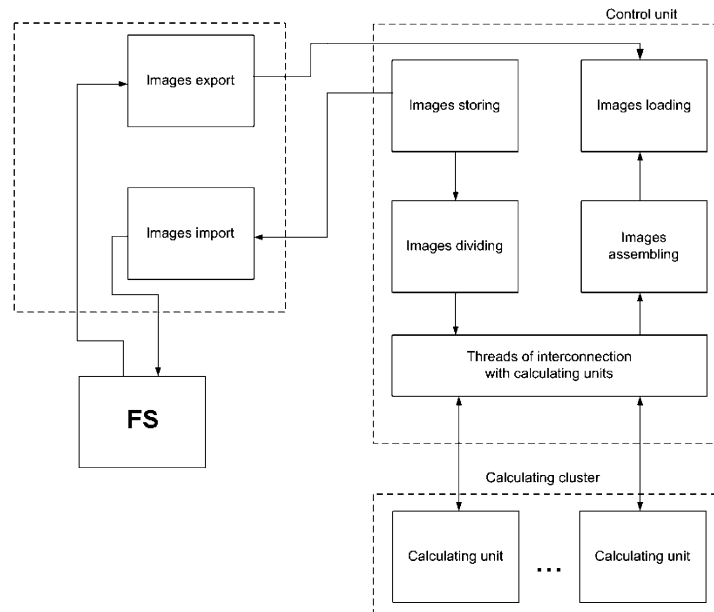 Control unit
Images export
Images storing
Images loading
Images import
Images dividing
Images
assembling
Threads of interconnection
with calculating units
FS
Calculating cluster
Calculating unit
...
Calculating unit